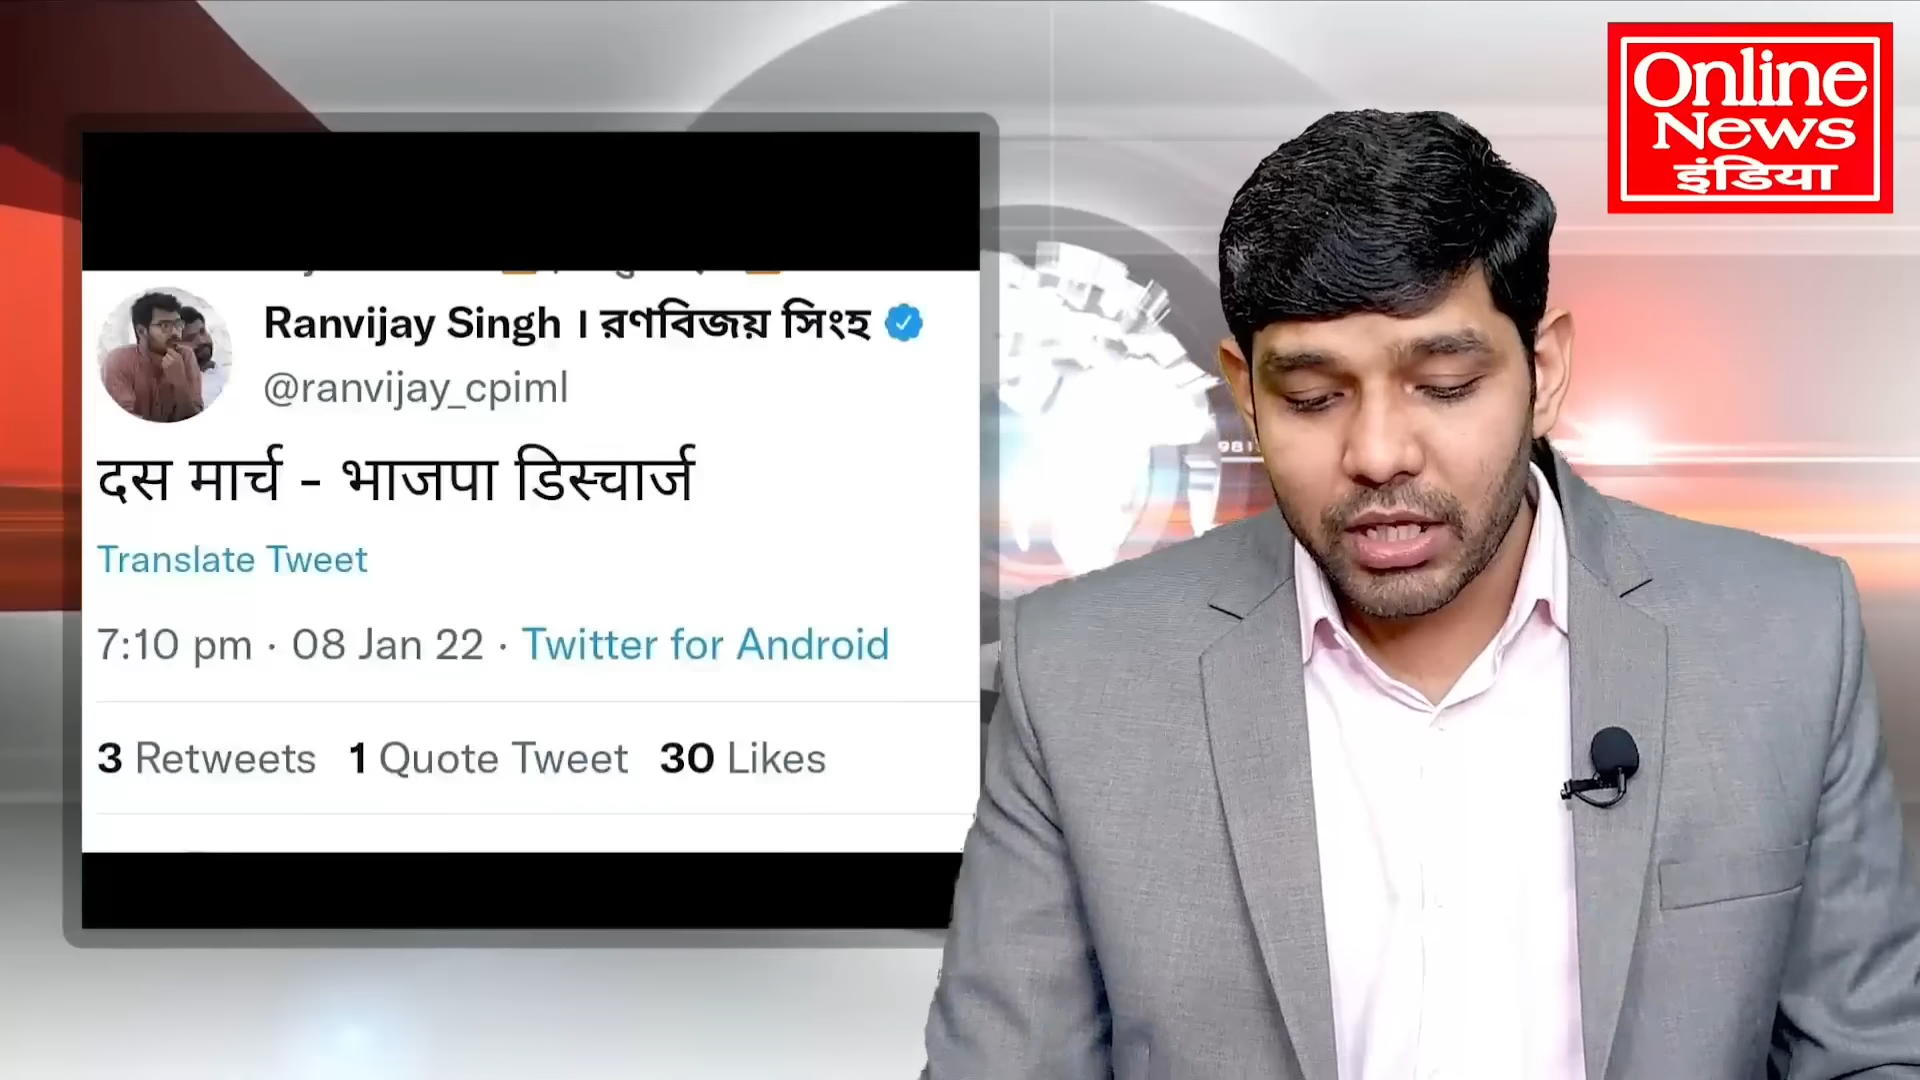 Online
News
इंडिया
Ranvijay Singh । রণবিজয় সিংহ
@ranvijay_cpiml
दस मार्च - भाजपा डिस्चार्ज
Translate Tweet
7:10 pm · 08 Jan 22 · Twitter for Android
3 Retweets 1 Quote Tweet 30 Likes